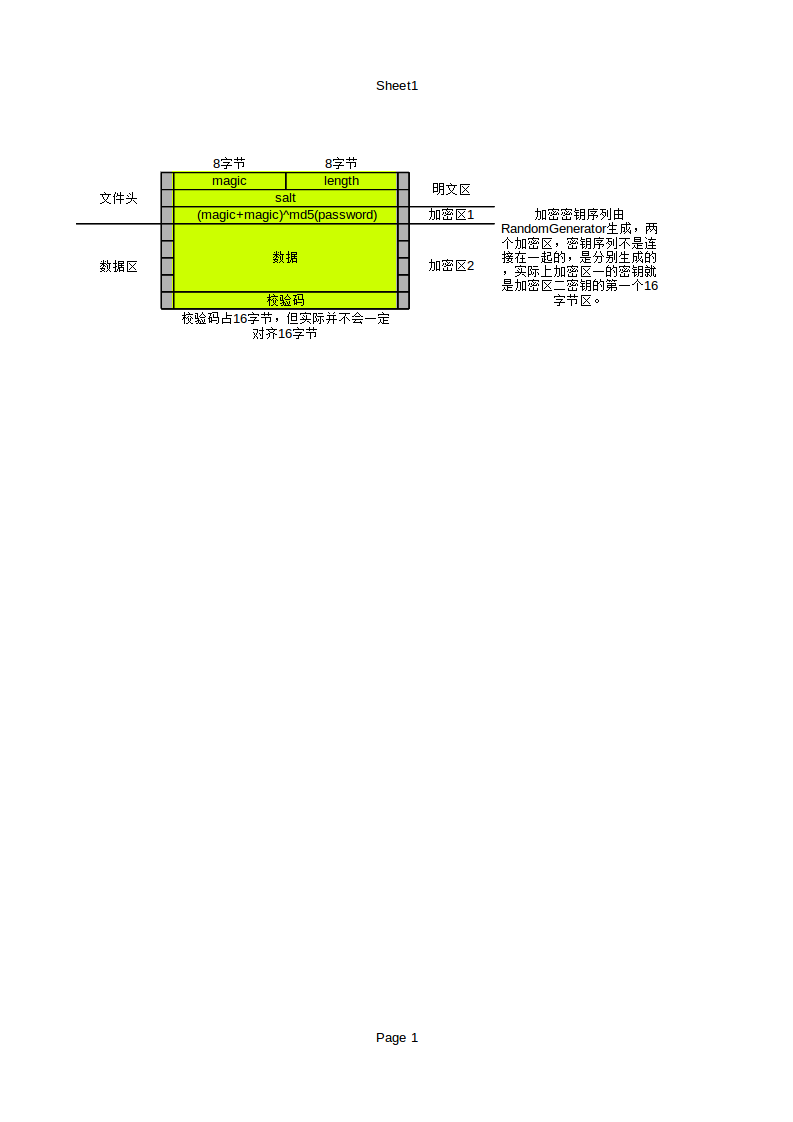 Sheet1
8字节 8字节
magic length
明文区
文件头
salt
(magic+magic)^md5(password)
加密区1
加密密钥序列由
RandomGenerator生成，两
个加密区，密钥序列不是连
接在一起的，是分别生成的
，实际上加密区一的密钥就
是加密区二密钥的第一个16
字节区。
数据区
数据
加密区2
校验码
校验码占16字节，但实际并不会一定
对齐16字节
Page 1